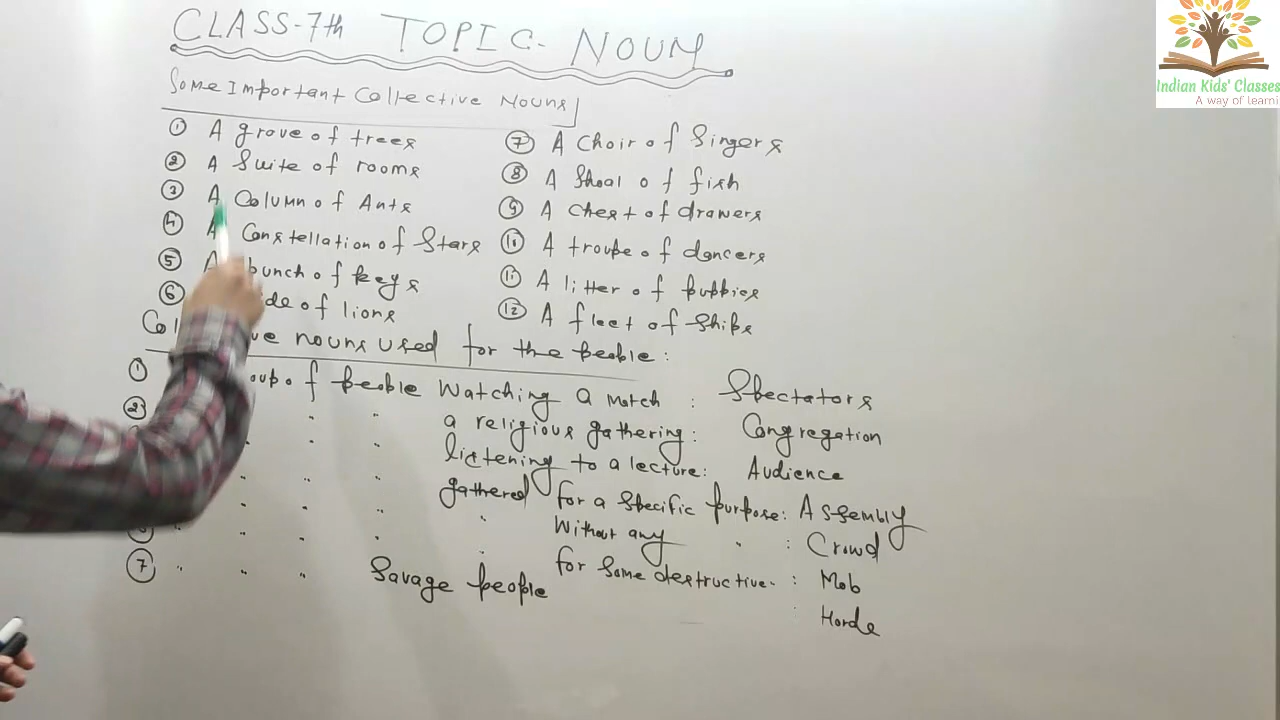 CLASS-7th TOPIC- NOUN
Some Important Collective Nouns
① A grove of trees
② A Suite of rooms
③ A Column of Ants
④ A Constellation of Stars
⑤ A bunch of keys
⑥ ide of lions
⑦ A Choir of Singers
⑧ A Shoal of fish
⑨ A chest of drawers
⑩ A troupe of dancers
⑪ A litter of puppies
⑫ A fleet of Ships
Col ve nouns used for the people:
① oup of people Watching a match : Spectators
② " " a religious gathering: Congregation
" " listening to a lecture: Audience
" " " gathered for a specific purpose: Assembly
" " " " Without any " : Crowd
" " " " " for some destructive. : Mob
⑦ " " " Savage people : Horde
Indian Kids' Classes
A way of learni